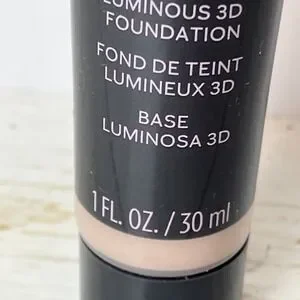 LUMINOUS 3D
FOUNDATION
FOND DE TEINT
LUMINEUX 3D
BASE
LUMINOSA 3D
1 FL. OZ. / 30 ml